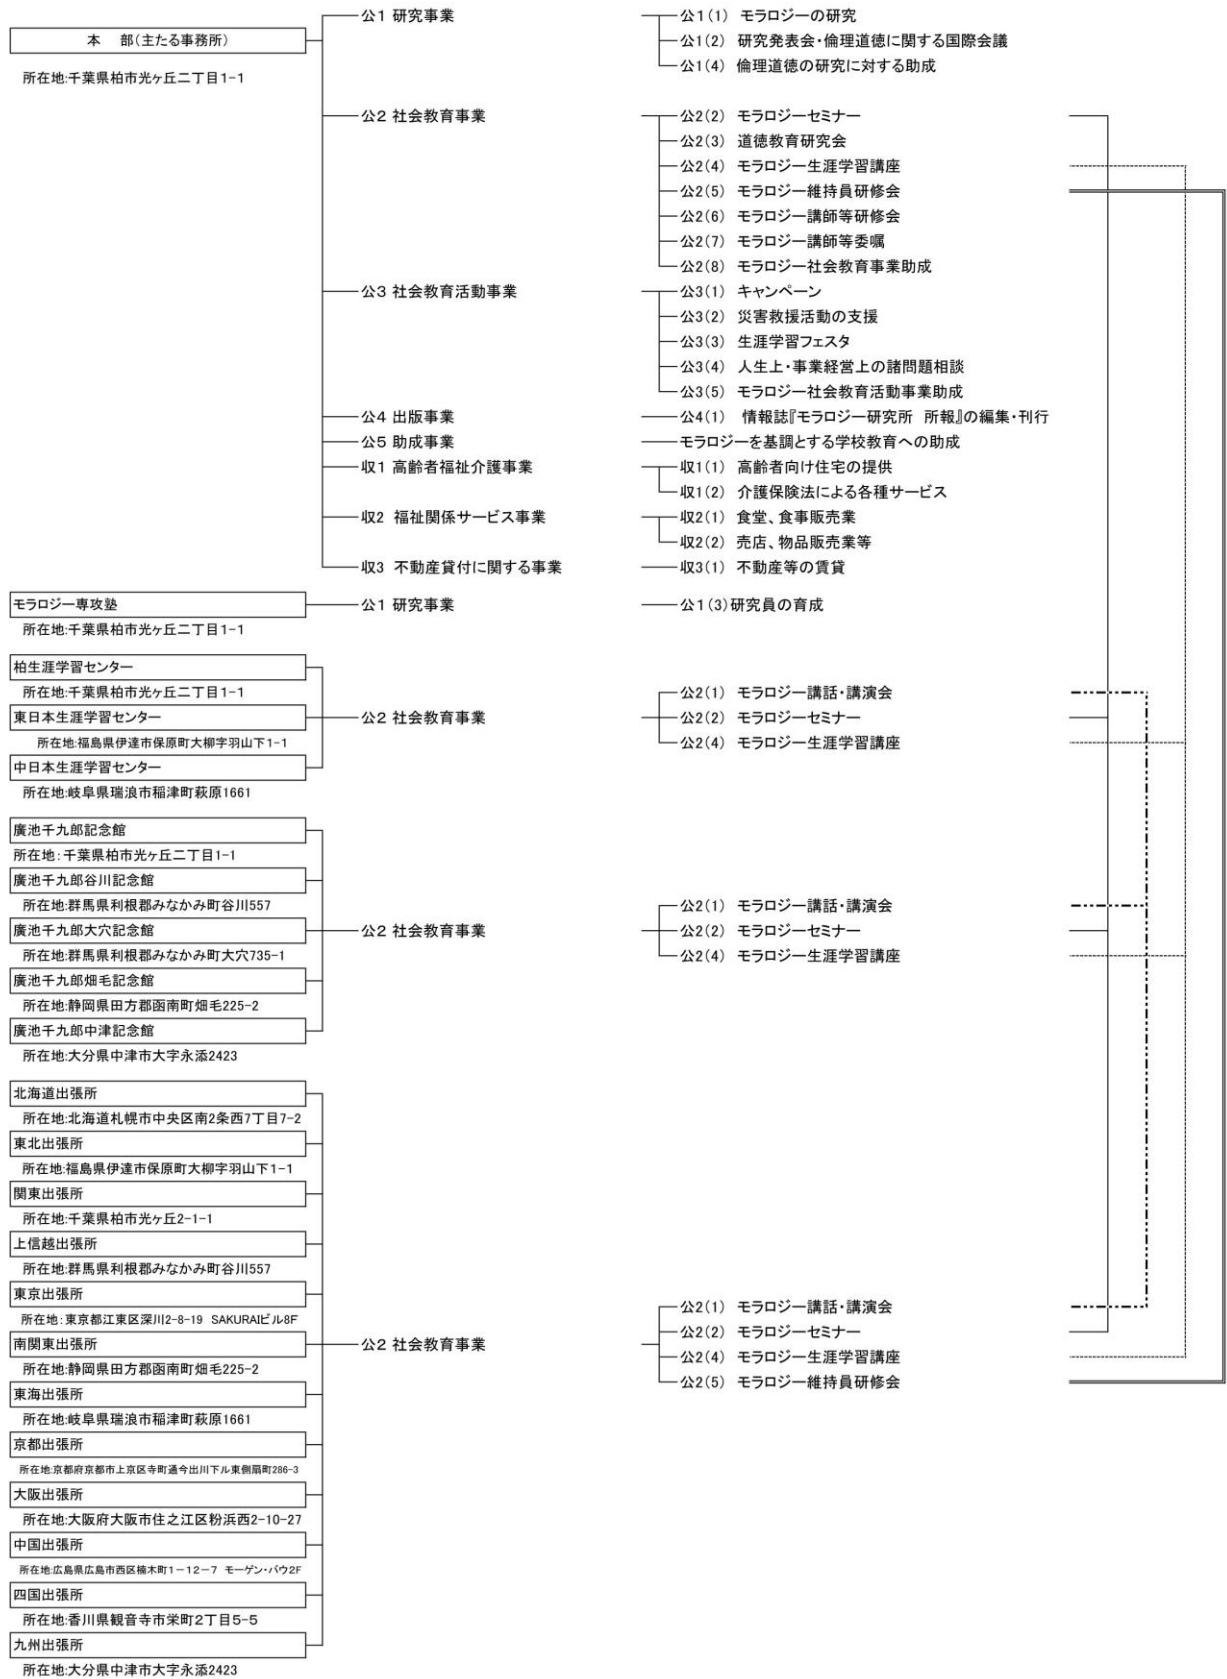 公1 研究事業
公1(1) モラロジーの研究
本　部(主たる事務所)
公1(2) 研究発表会・倫理道徳に関する国際会議
公1(4) 倫理道徳の研究に対する助成
所在地:千葉県柏市光ヶ丘二丁目1-1
公2 社会教育事業
公2(2) モラロジーセミナー
公2(3) 道徳教育研究会
公2(4) モラロジー生涯学習講座
公2(5) モラロジー維持員研修会
公2(6) モラロジー講師等研修会
公2(7) モラロジー講師等委嘱
公2(8) モラロジー社会教育事業助成
公3 社会教育活動事業
公3(1) キャンペーン
公3(2) 災害救援活動の支援
公3(3) 生涯学習フェスタ
公3(4) 人生上・事業経営上の諸問題相談
公3(5) モラロジー社会教育活動事業助成
公4 出版事業
公4(1) 情報誌『モラロジー研究所 所報』の編集・刊行
公5 助成事業
モラロジーを基調とする学校教育への助成
収1 高齢者福祉介護事業
収1(1) 高齢者向け住宅の提供
収1(2) 介護保険法による各種サービス
収2 福祉関係サービス事業
収2(1) 食堂、食事販売業
収2(2) 売店、物品販売業等
収3 不動産貸付に関する事業
収3(1) 不動産等の賃貸
モラロジー専攻塾
公1 研究事業
公1(3)研究員の育成
所在地:千葉県柏市光ヶ丘二丁目1-1
柏生涯学習センター
所在地:千葉県柏市光ヶ丘二丁目1-1
東日本生涯学習センター
所在地:福島県伊達市保原町大柳字羽山下1-1
中日本生涯学習センター
所在地:岐阜県瑞浪市稲津町萩原1661
公2 社会教育事業
公2(1) モラロジー講話・講演会
公2(2) モラロジーセミナー
公2(4) モラロジー生涯学習講座
廣池千九郎記念館
所在地:千葉県柏市光ヶ丘二丁目1-1
廣池千九郎谷川記念館
所在地:群馬県利根郡みなかみ町谷川557
廣池千九郎大穴記念館
所在地:群馬県利根郡みなかみ町大穴735-1
廣池千九郎畑毛記念館
所在地:静岡県田方郡函南町畑毛225-2
廣池千九郎中津記念館
所在地:大分県中津市大字永添2423
公2 社会教育事業
公2(1) モラロジー講話・講演会
公2(2) モラロジーセミナー
公2(4) モラロジー生涯学習講座
北海道出張所
所在地:北海道札幌市中央区南2条西7丁目7-2
東北出張所
所在地:福島県伊達市保原町大柳字羽山下1-1
関東出張所
所在地:千葉県柏市光ヶ丘2-1-1
上信越出張所
所在地:群馬県利根郡みなかみ町谷川557
東京出張所
所在地:東京都江東区深川2-8-19 SAKURAIビル8F
南関東出張所
所在地:静岡県田方郡函南町畑毛225-2
東海出張所
所在地:岐阜県瑞浪市稲津町萩原1661
京都出張所
所在地:京都府京都市上京区寺町通今出川下ル東側扇町286-3
大阪出張所
所在地:大阪府大阪市住之江区粉浜西2-10-27
中国出張所
所在地:広島県広島市西区楠木町1-12-7 モーゲン・バウ2F
四国出張所
所在地:香川県観音寺市栄町2丁目5-5
九州出張所
所在地:大分県中津市大字永添2423
公2 社会教育事業
公2(1) モラロジー講話・講演会
公2(2) モラロジーセミナー
公2(4) モラロジー生涯学習講座
公2(5) モラロジー維持員研修会